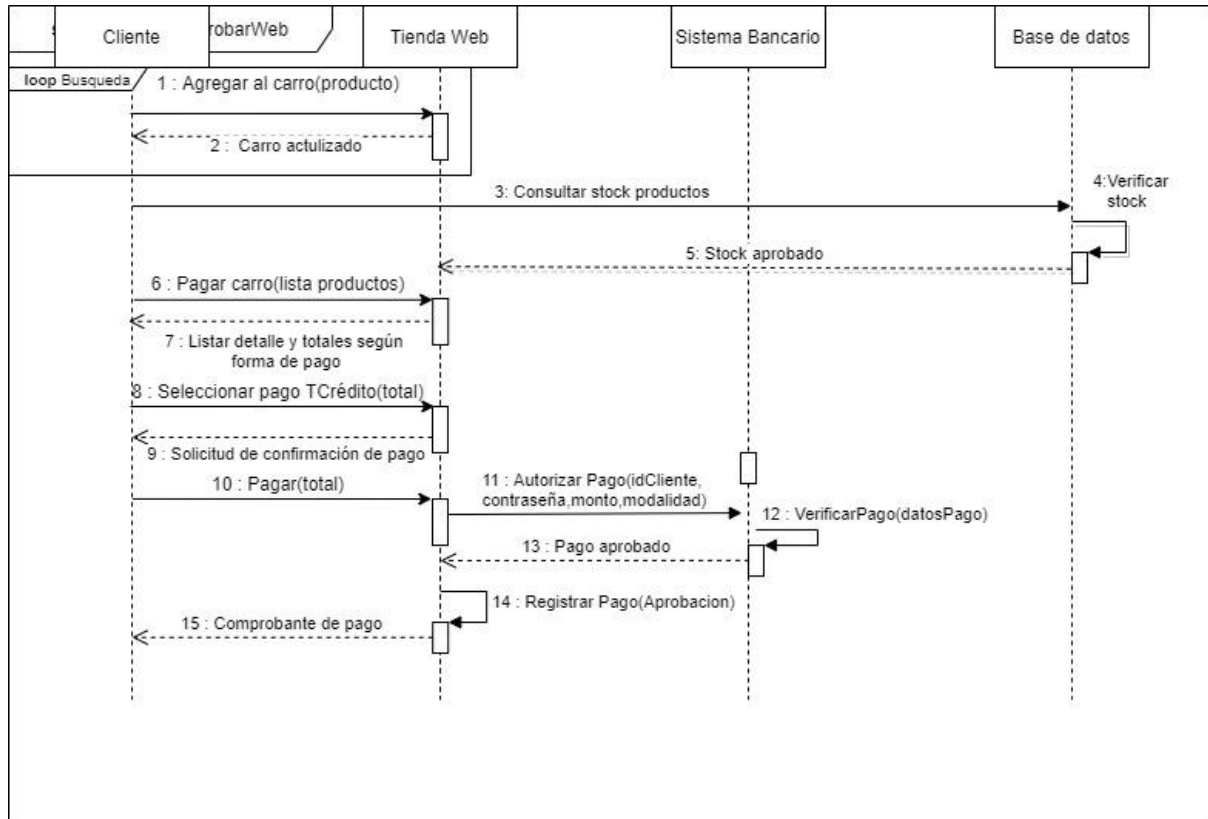 Cliente
robarWeb
Tienda Web
Sistema Bancario
Base de datos
loop Busqueda
1 : Agregar al carro(producto)
2 : Carro actulizado
3: Consultar stock productos
4:Verificar
stock
5: Stock aprobado
6 : Pagar carro(lista productos)
7 : Listar detalle y totales según
forma de pago
8 : Seleccionar pago TCrédito(total)
9 : Solicitud de confirmación de pago
10 : Pagar(total)
11 : Autorizar Pago(idCliente,
contraseña,monto,modalidad)
12 : VerificarPago(datosPago)
13 : Pago aprobado
14 : Registrar Pago(Aprobacion)
15 : Comprobante de pago